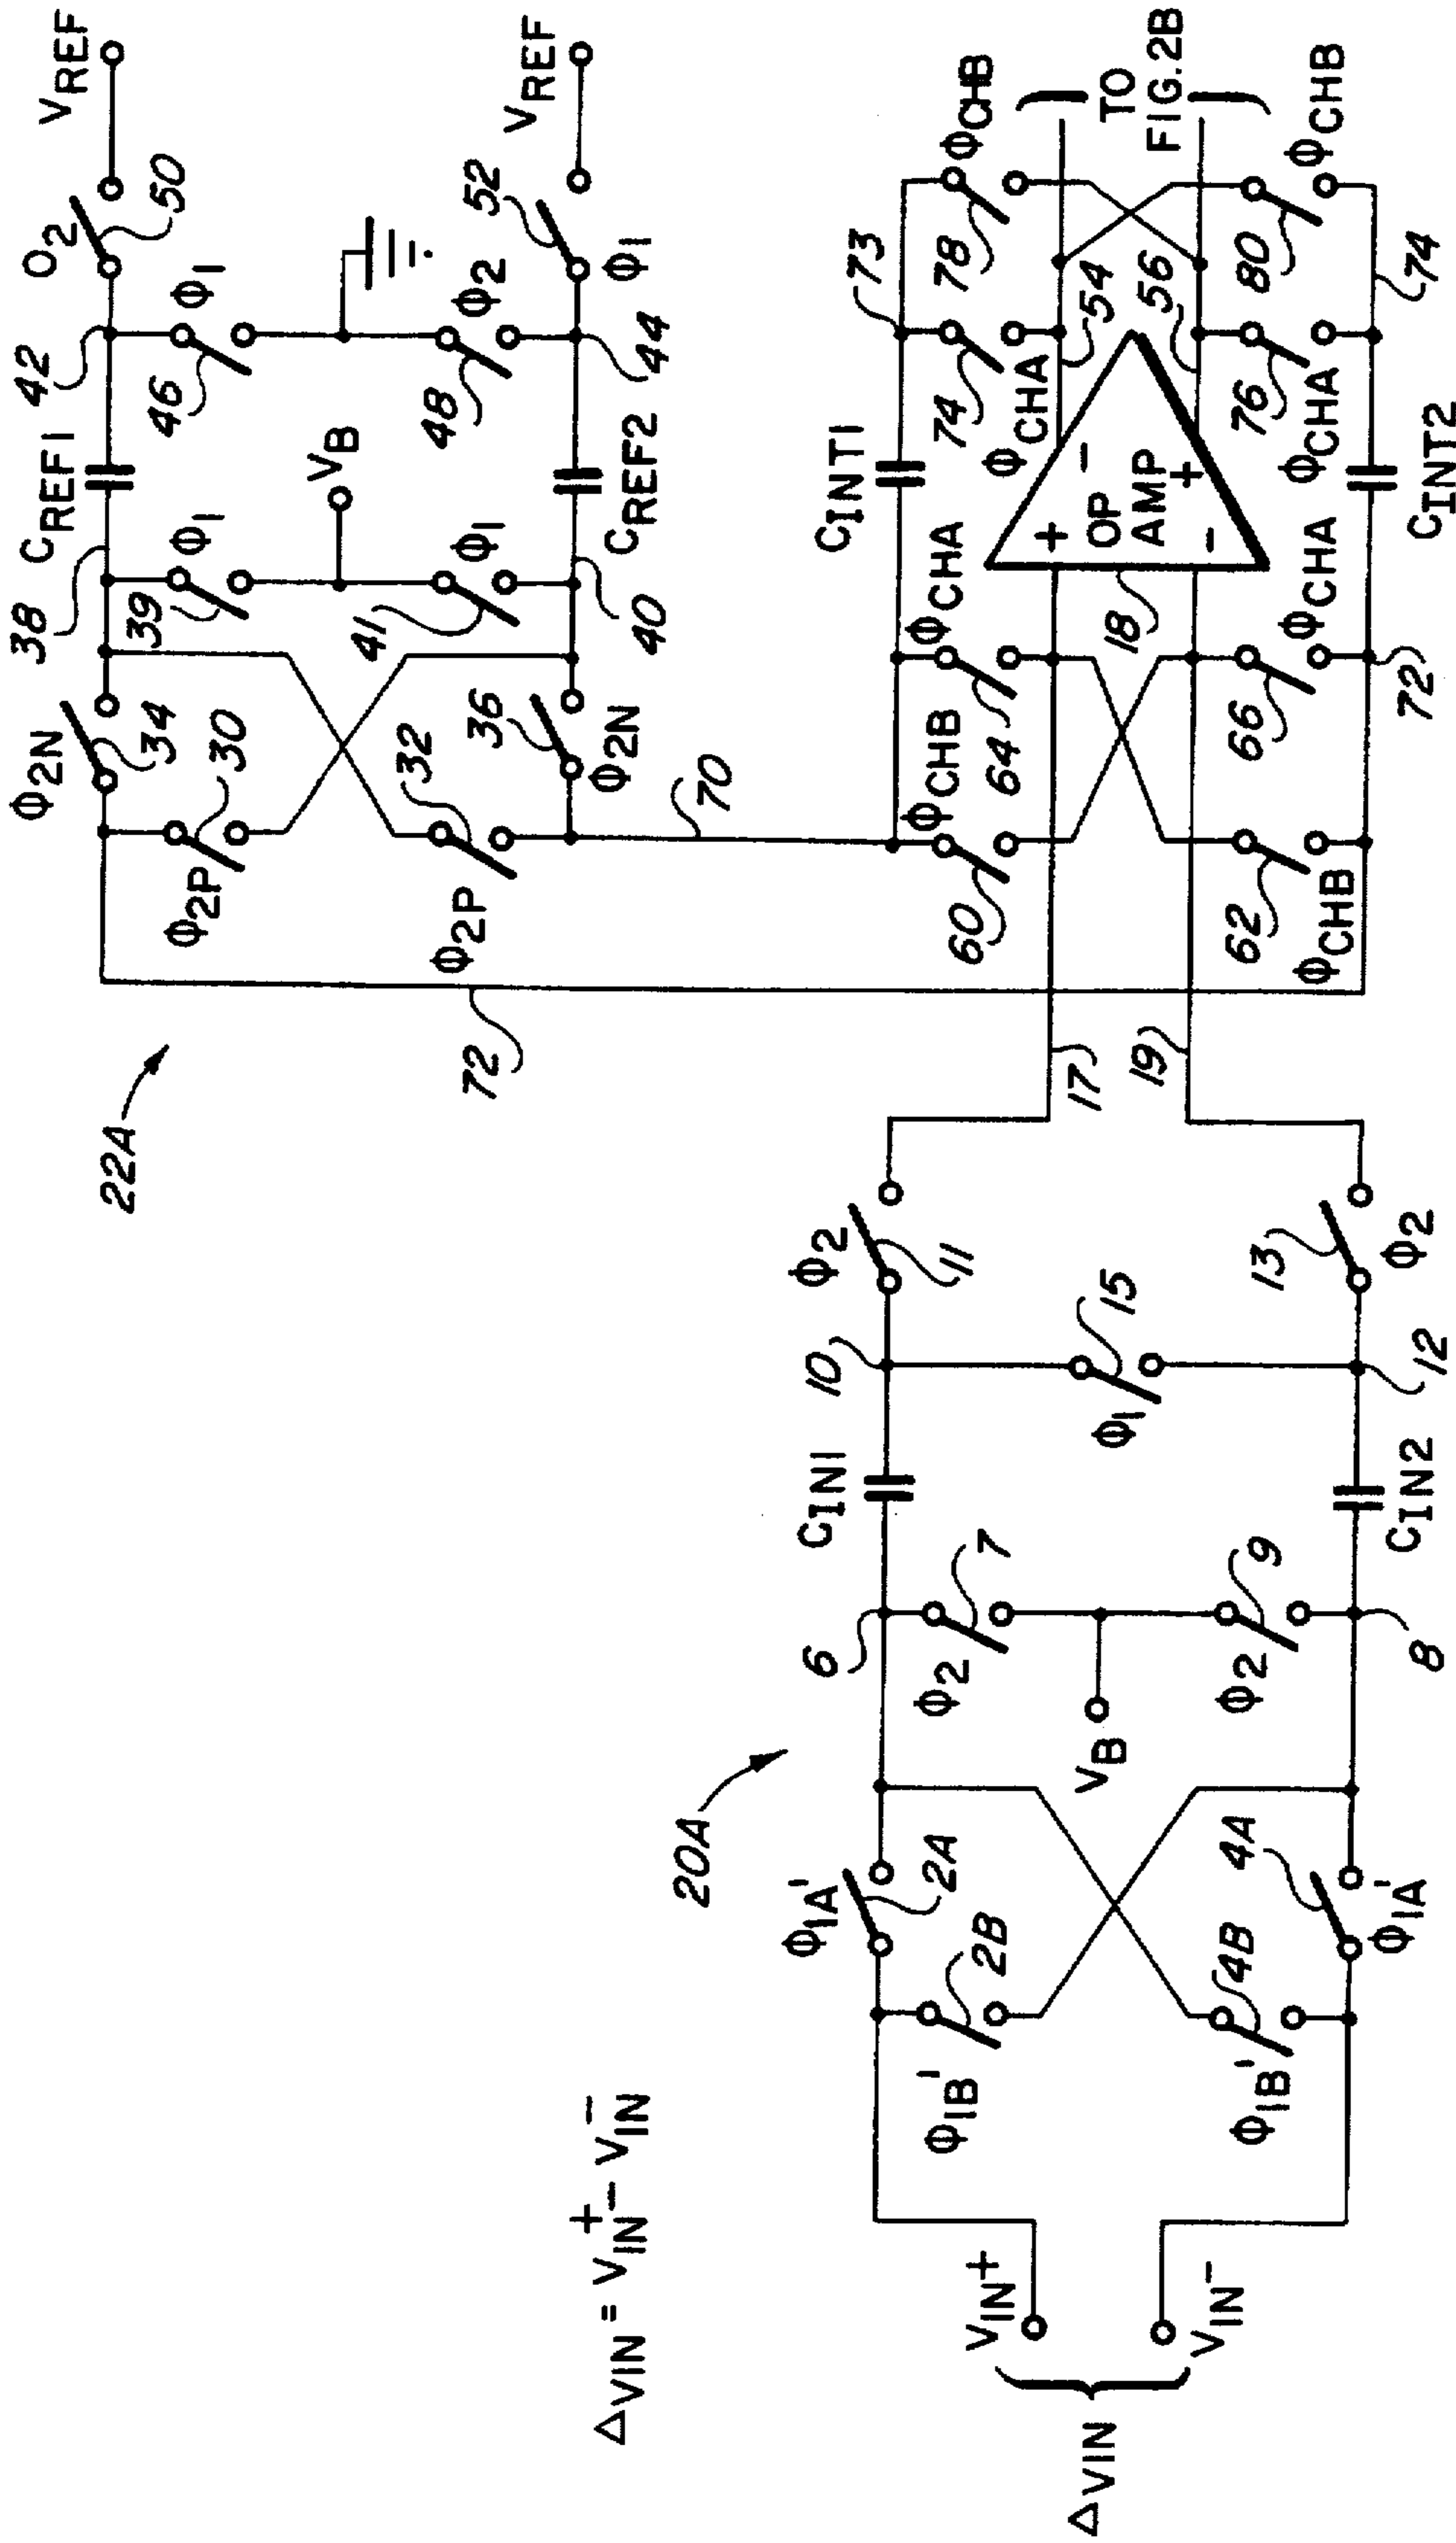 22A
Φ2N
34
38
CREF1
42
O2
50
VREF
Φ2P
30
39
Φ1
VB
46
Φ1
Φ2P
32
41
Φ1
48
Φ2
52
VREF
36
Φ2N
40
CREF2
44
Φ1
72
70
ΔVIN = VIN+ - VIN-
20A
Φ1A'
2A
6
CIN1
10
Φ2
11
CINT1
73
ΦCHB
60
ΦCHA
64
74
ΦCHA
78
ΦCHB
VIN+
Φ1B'
2B
Φ2
7
17
+
-
54
ΔVIN
VB
Φ1
15
18
OP
AMP
TO
FIG.2B
VIN-
19
-
+
56
Φ1B'
4B
Φ2
9
62
ΦCHB
66
ΦCHA
76
ΦCHA
80
ΦCHB
4A
Φ1A'
8
CIN2
12
13
Φ2
72
CINT2
74